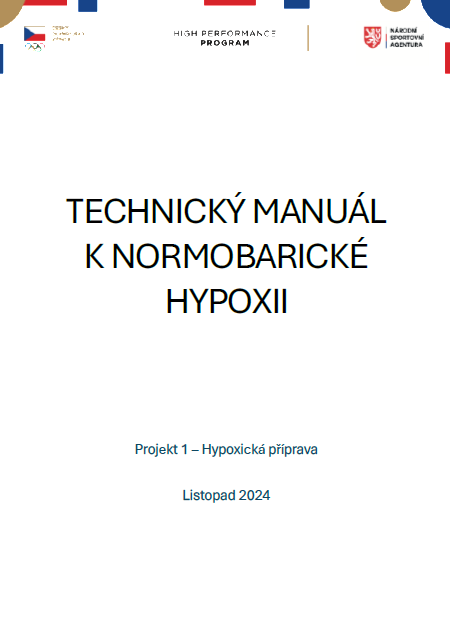 HIGH PERFORMANCE
PROGRAM
NÁRODNÍ
SPORTOVNÍ
AGENTURA
TECHNICKÝ MANUÁL
K NORMOBARICKÉ
HYPOXII
Projekt 1 – Hypoxická příprava
Listopad 2024